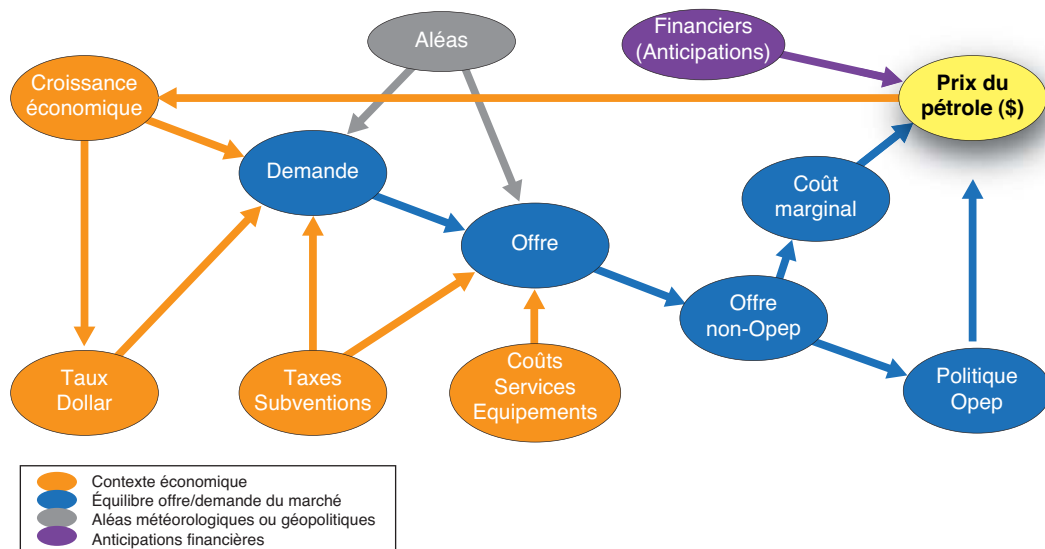 Aléas
Financiers
(Anticipations)
Croissance
économique
Prix du
pétrole ($)
Demande
Coût
marginal
Offre
Offre
non-Opep
Taux
Dollar
Taxes
Subventions
Coûts
Services
Equipements
Politique
Opep
Contexte économique
Équilibre offre/demande du marché
Aléas météorologiques ou géopolitiques
Anticipations financières